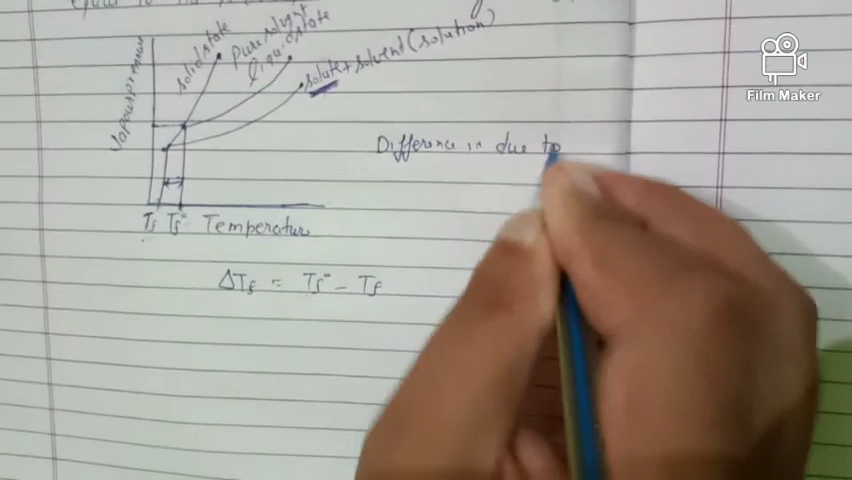 solid state
pure solvent
liquid state
solute + solvent (solution)
Vapour pressure
Difference in due to
Tf Tf° Temperature
ΔTf = Tf° - Tf
Film Maker